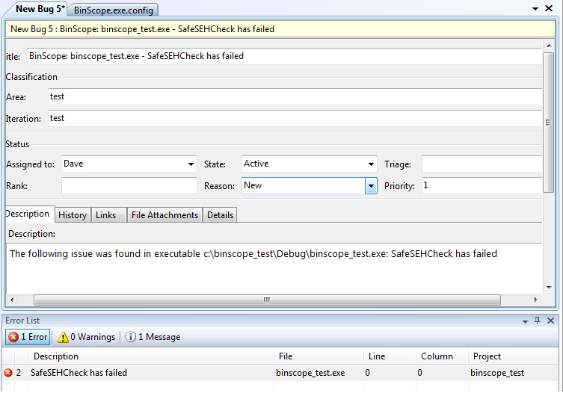 New Bug 5* BinScope.exe.config
New Bug 5 : BinScope: binscope_test.exe - SafeSEHCheck has failed
itle: BinScope: binscope_test.exe - SafeSEHCheck has failed
Classification
Area: test
Iteration: test
Status
Assigned to: Dave State: Active Triage:
Rank: Reason: New Priority: 1
Description History Links File Attachments Details
Description:
The following issue was found in executable c:\binscope_test\Debug\binscope_test.exe: SafeSEHCheck has failed
Error List
1 Error 0 Warnings 1 Message
Description File Line Column Project
2 SafeSEHCheck has failed binscope_test.exe 0 0 binscope_test